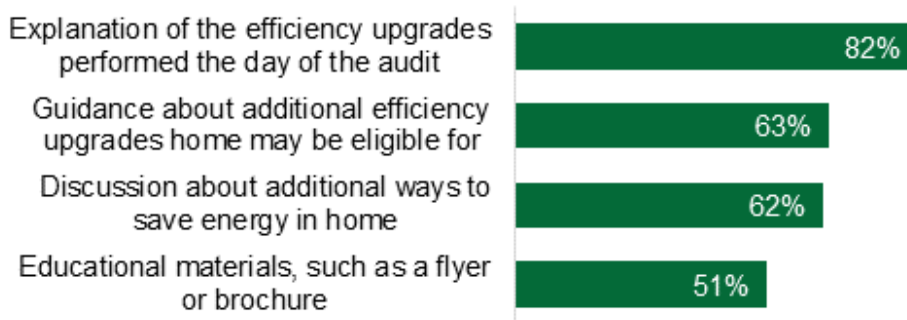 Explanation of the efficiency upgrades
performed the day of the audit
82%
Guidance about additional efficiency
upgrades home may be eligible for
63%
Discussion about additional ways to
save energy in home
62%
Educational materials, such as a flyer
or brochure
51%